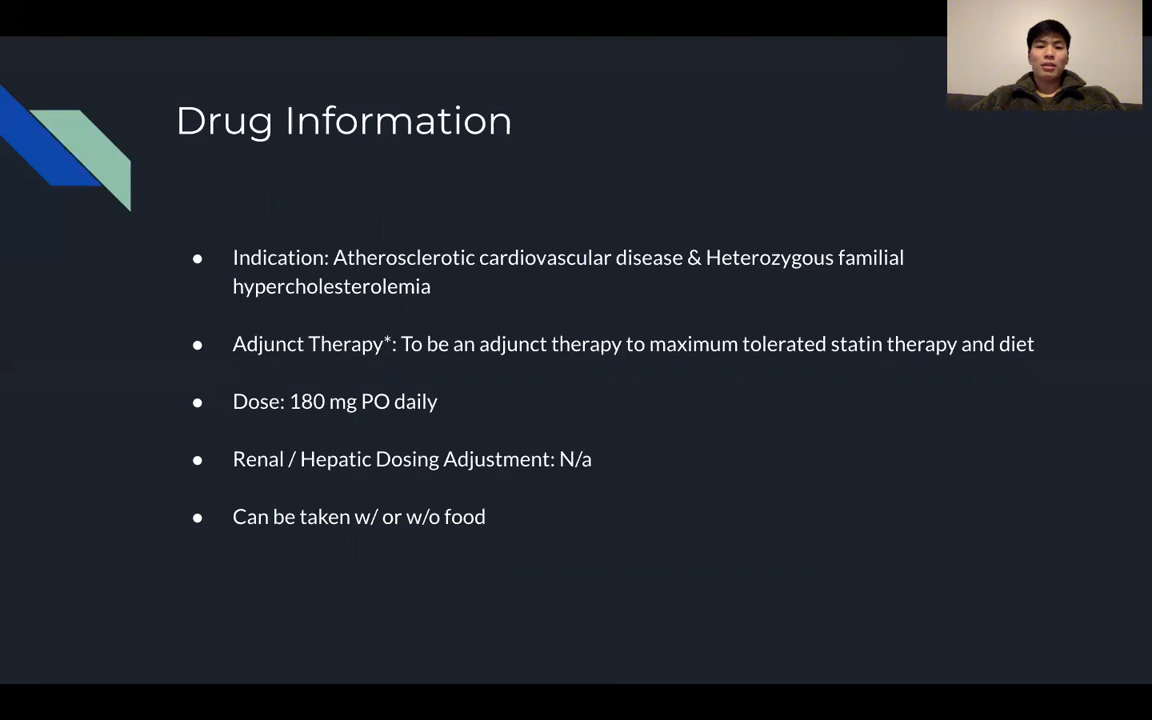 Drug Information
● Indication: Atherosclerotic cardiovascular disease & Heterozygous familial
hypercholesterolemia
● Adjunct Therapy*: To be an adjunct therapy to maximum tolerated statin therapy and diet
● Dose: 180 mg PO daily
● Renal / Hepatic Dosing Adjustment: N/a
● Can be taken w/ or w/o food